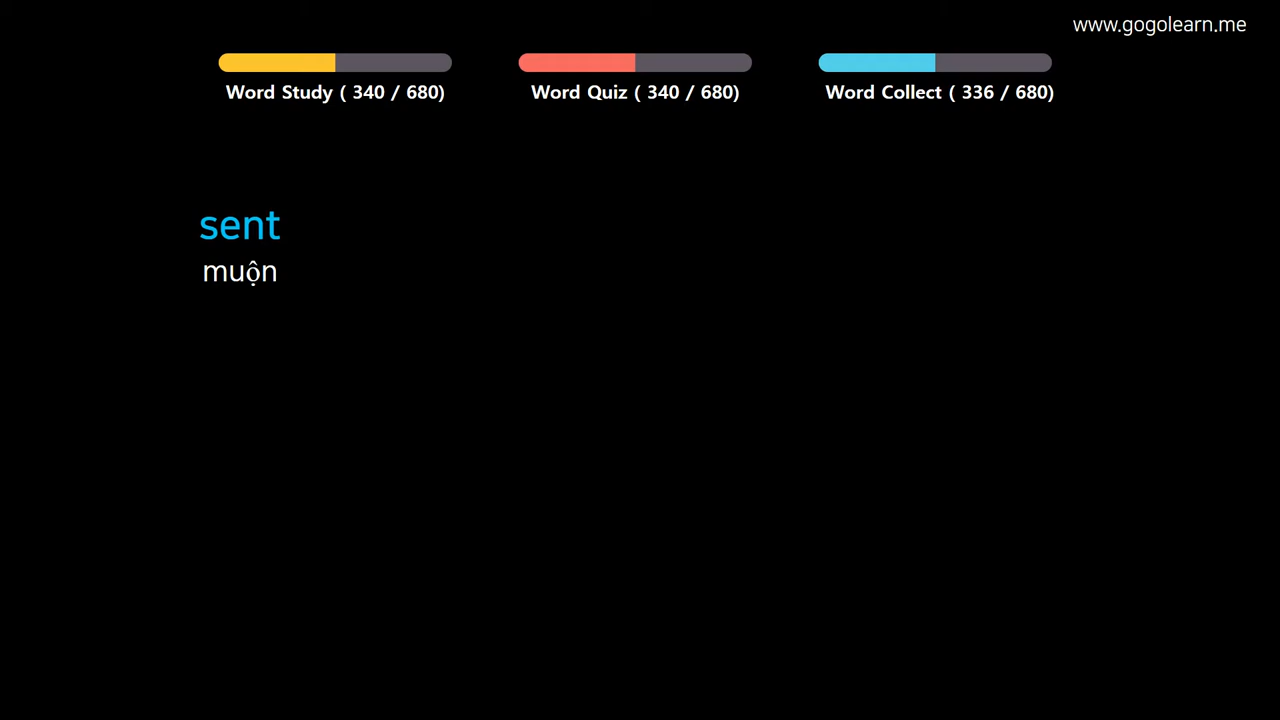 www.gogolearn.me
Word Study ( 340 / 680)
Word Quiz ( 340 / 680)
Word Collect ( 336 / 680)
sent
muộn